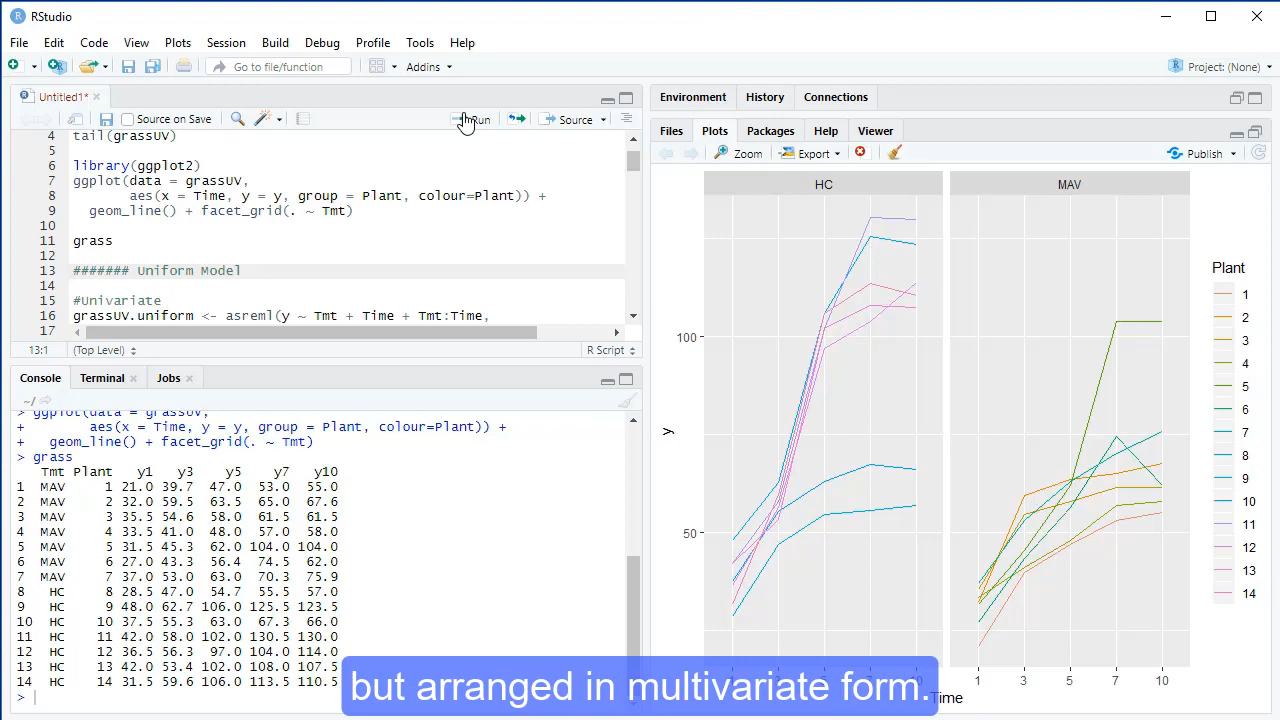 RStudio
File Edit Code View Plots Session Build Debug Profile Tools Help
Go to file/function Addins Project: (None)
Untitled1*
Source on Save Run Source
4 tail(grassUV)
5
6 library(ggplot2)
7 ggplot(data = grassUV,
8 aes(x = Time, y = y, group = Plant, colour=Plant)) +
9 geom_line() + facet_grid(. ~ Tmt)
10
11 grass
12
13 ####### Uniform Model
14
15 #Univariate
16 grassUV.uniform <- asreml(y ~ Tmt + Time + Tmt:Time,
17
13:1 (Top Level) R Script
Console Terminal Jobs
~/
> ggplot(data = grassUV,
+ aes(x = Time, y = y, group = Plant, colour=Plant)) +
+ geom_line() + facet_grid(. ~ Tmt)
> grass
Tmt Plant y1 y3 y5 y7 y10
1 MAV 1 21.0 39.7 47.0 53.0 55.0
2 MAV 2 32.0 59.5 63.5 65.0 67.6
3 MAV 3 35.5 54.6 58.0 61.5 61.5
4 MAV 4 33.5 41.0 48.0 57.0 58.0
5 MAV 5 31.5 45.3 62.0 104.0 104.0
6 MAV 6 27.0 43.3 56.4 74.5 62.0
7 MAV 7 37.0 53.0 63.0 70.3 75.9
8 HC 8 28.5 47.0 54.7 55.5 57.0
9 HC 9 48.0 62.7 106.0 125.5 123.5
10 HC 10 37.5 55.3 63.0 67.3 66.0
11 HC 11 42.0 58.0 102.0 130.5 130.0
12 HC 12 36.5 56.3 97.0 104.0 114.0
13 HC 13 42.0 53.4 102.0 108.0 107.5
14 HC 14 31.5 59.6 106.0 113.5 110.5
>
Environment History Connections
Files Plots Packages Help Viewer
Zoom Export Publish
HC MAV
100
50
y
1 3 5 7 10
Time
Plant
1
2
3
4
5
6
7
8
9
10
11
12
13
14
but arranged in multivariate form.